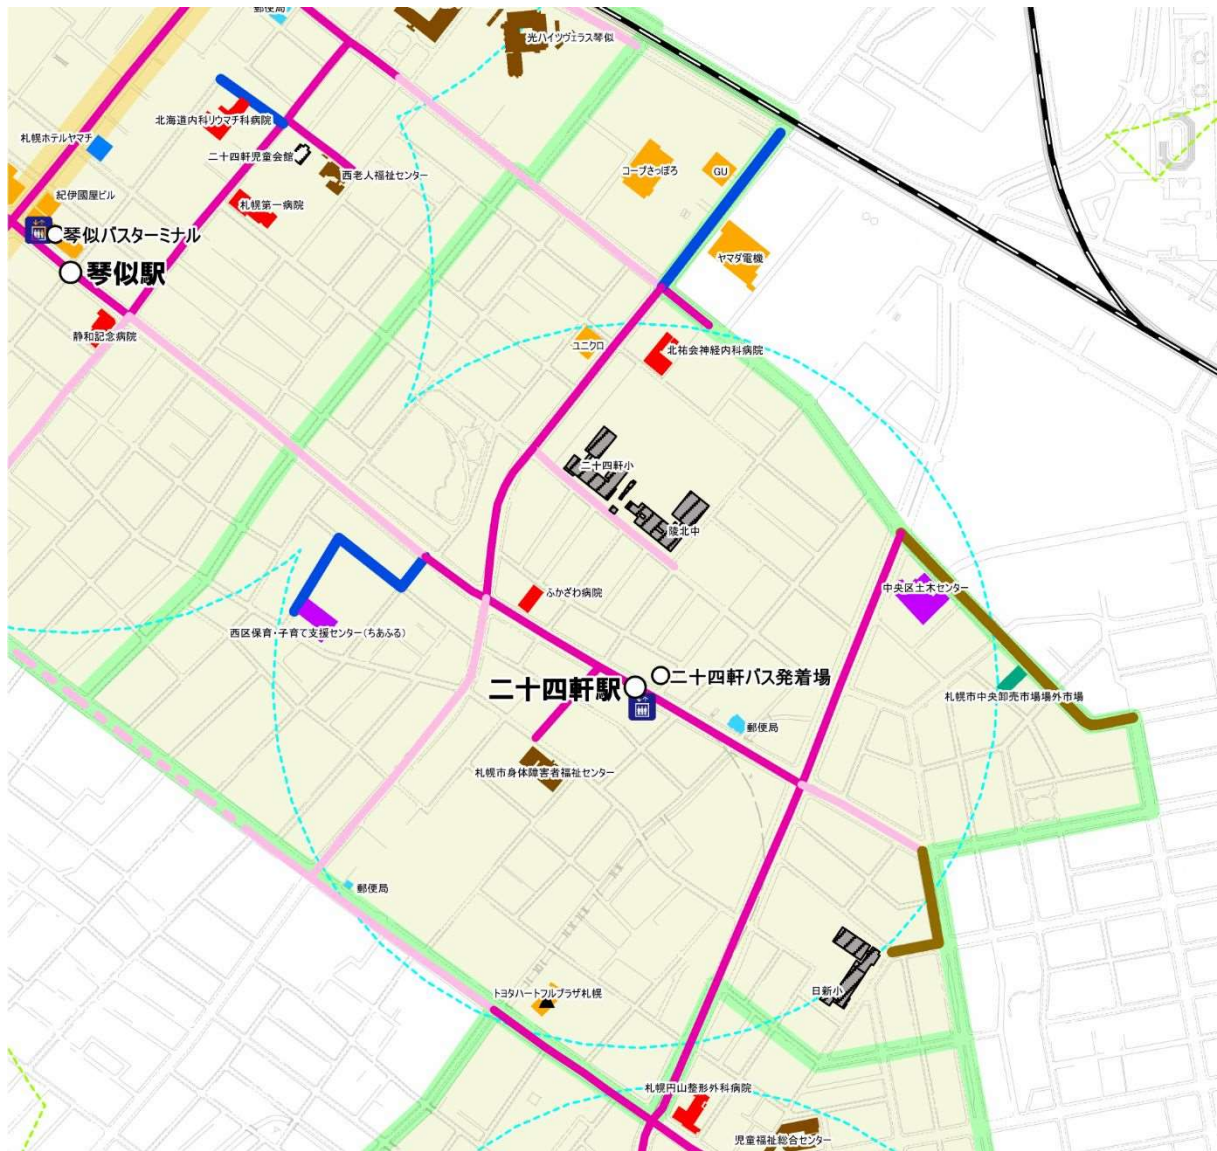 郵便局
光ハイツヴェラス琴似
北海道内科リウマチ科病院
札幌ホテルヤマチ
二十四軒児童会館
西老人福祉センター
コープさっぽろ
GU
紀伊國屋ビル
札幌第一病院
琴似バスターミナル
ヤマダ電機
琴似駅
静和記念病院
ユニクロ
北祐会神経内科病院
二十四軒小
陵北中
中央区土木センター
ふかざわ病院
西区保育・子育て支援センター(ちあふる)
二十四軒バス発着場
二十四軒駅
札幌市中央卸売市場場外市場
郵便局
札幌市身体障害者福祉センター
郵便局
トヨタハートフルプラザ札幌
日新小
札幌円山整形外科病院
児童福祉総合センター